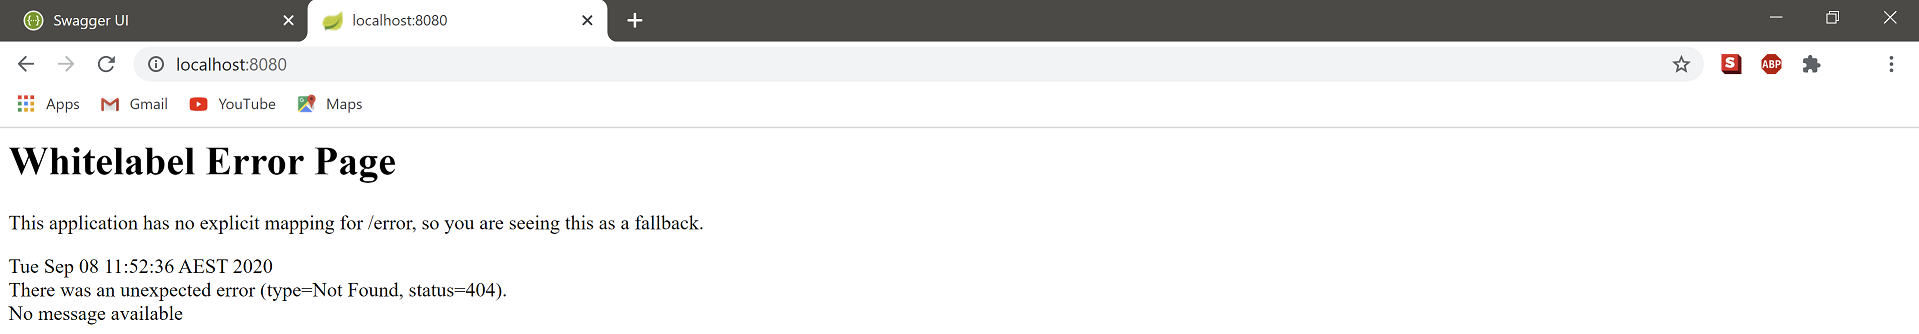 Swagger UI
localhost:8080
localhost:8080
S
ABP
Apps
Gmail
YouTube
Maps
Whitelabel Error Page
This application has no explicit mapping for /error, so you are seeing this as a fallback.
Tue Sep 08 11:52:36 AEST 2020
There was an unexpected error (type=Not Found, status=404).
No message available